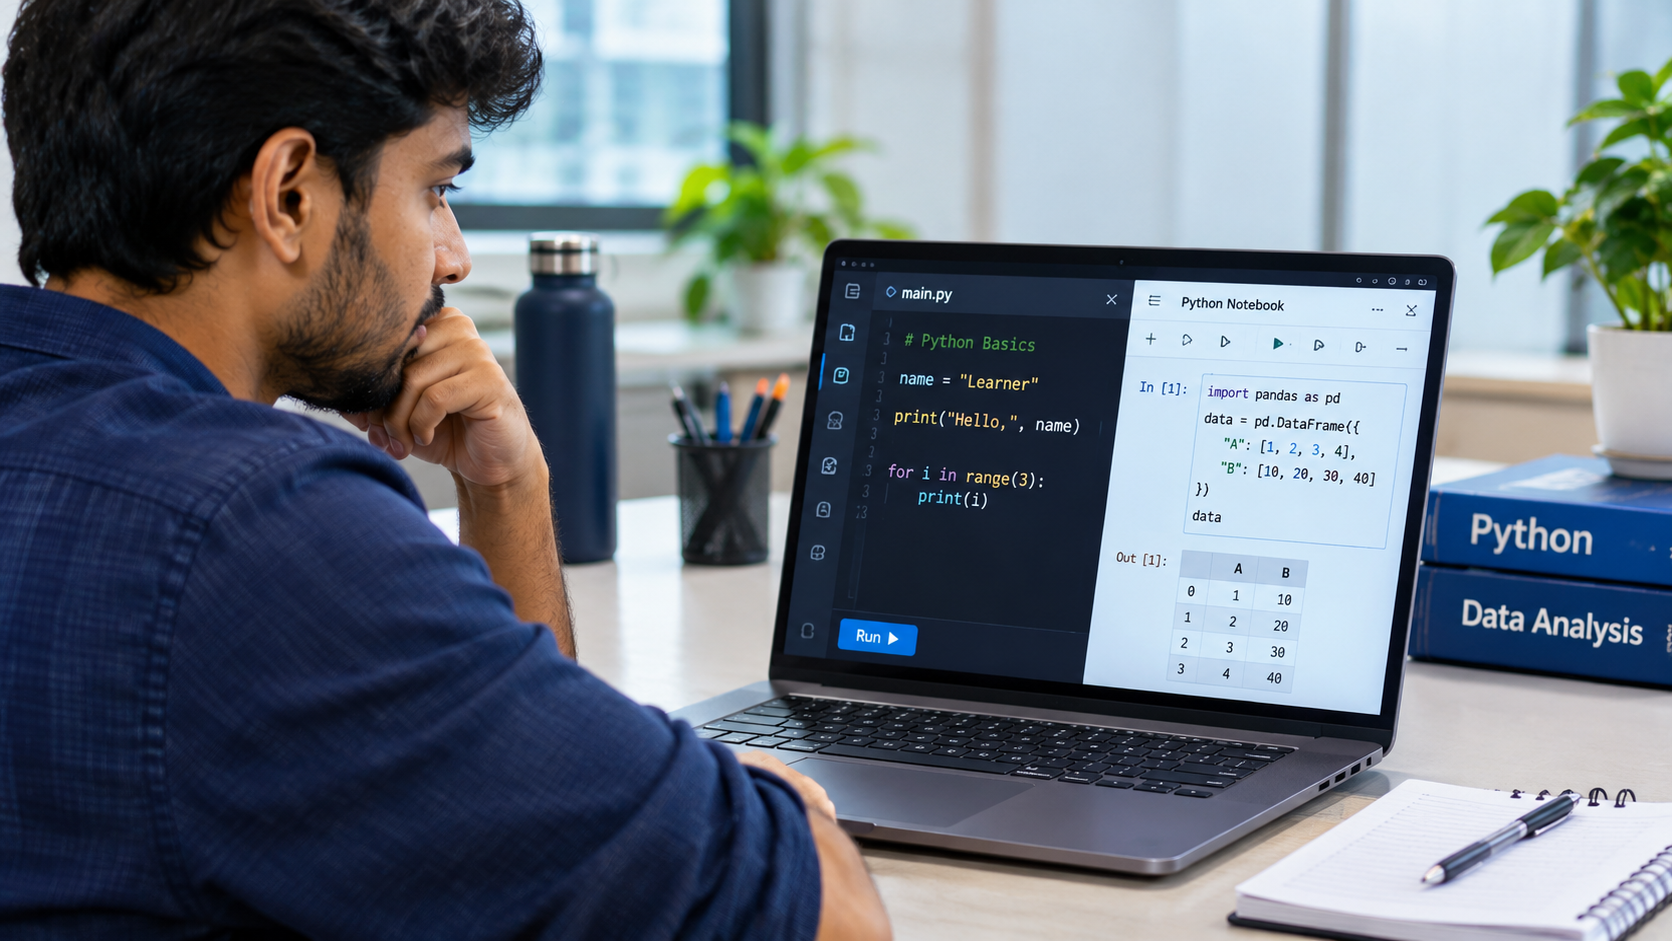 main.py
# Python Basics
name = "Learner"
print("Hello,", name)
for i in range(3):
print(i)
Run
Python Notebook
In [1]:
import pandas as pd
data = pd.DataFrame({
"A": [1, 2, 3, 4],
"B": [10, 20, 30, 40]
})
data
Out [1]:
A B
0 1 10
1 2 20
2 3 30
3 4 40
Python
Data Analysis